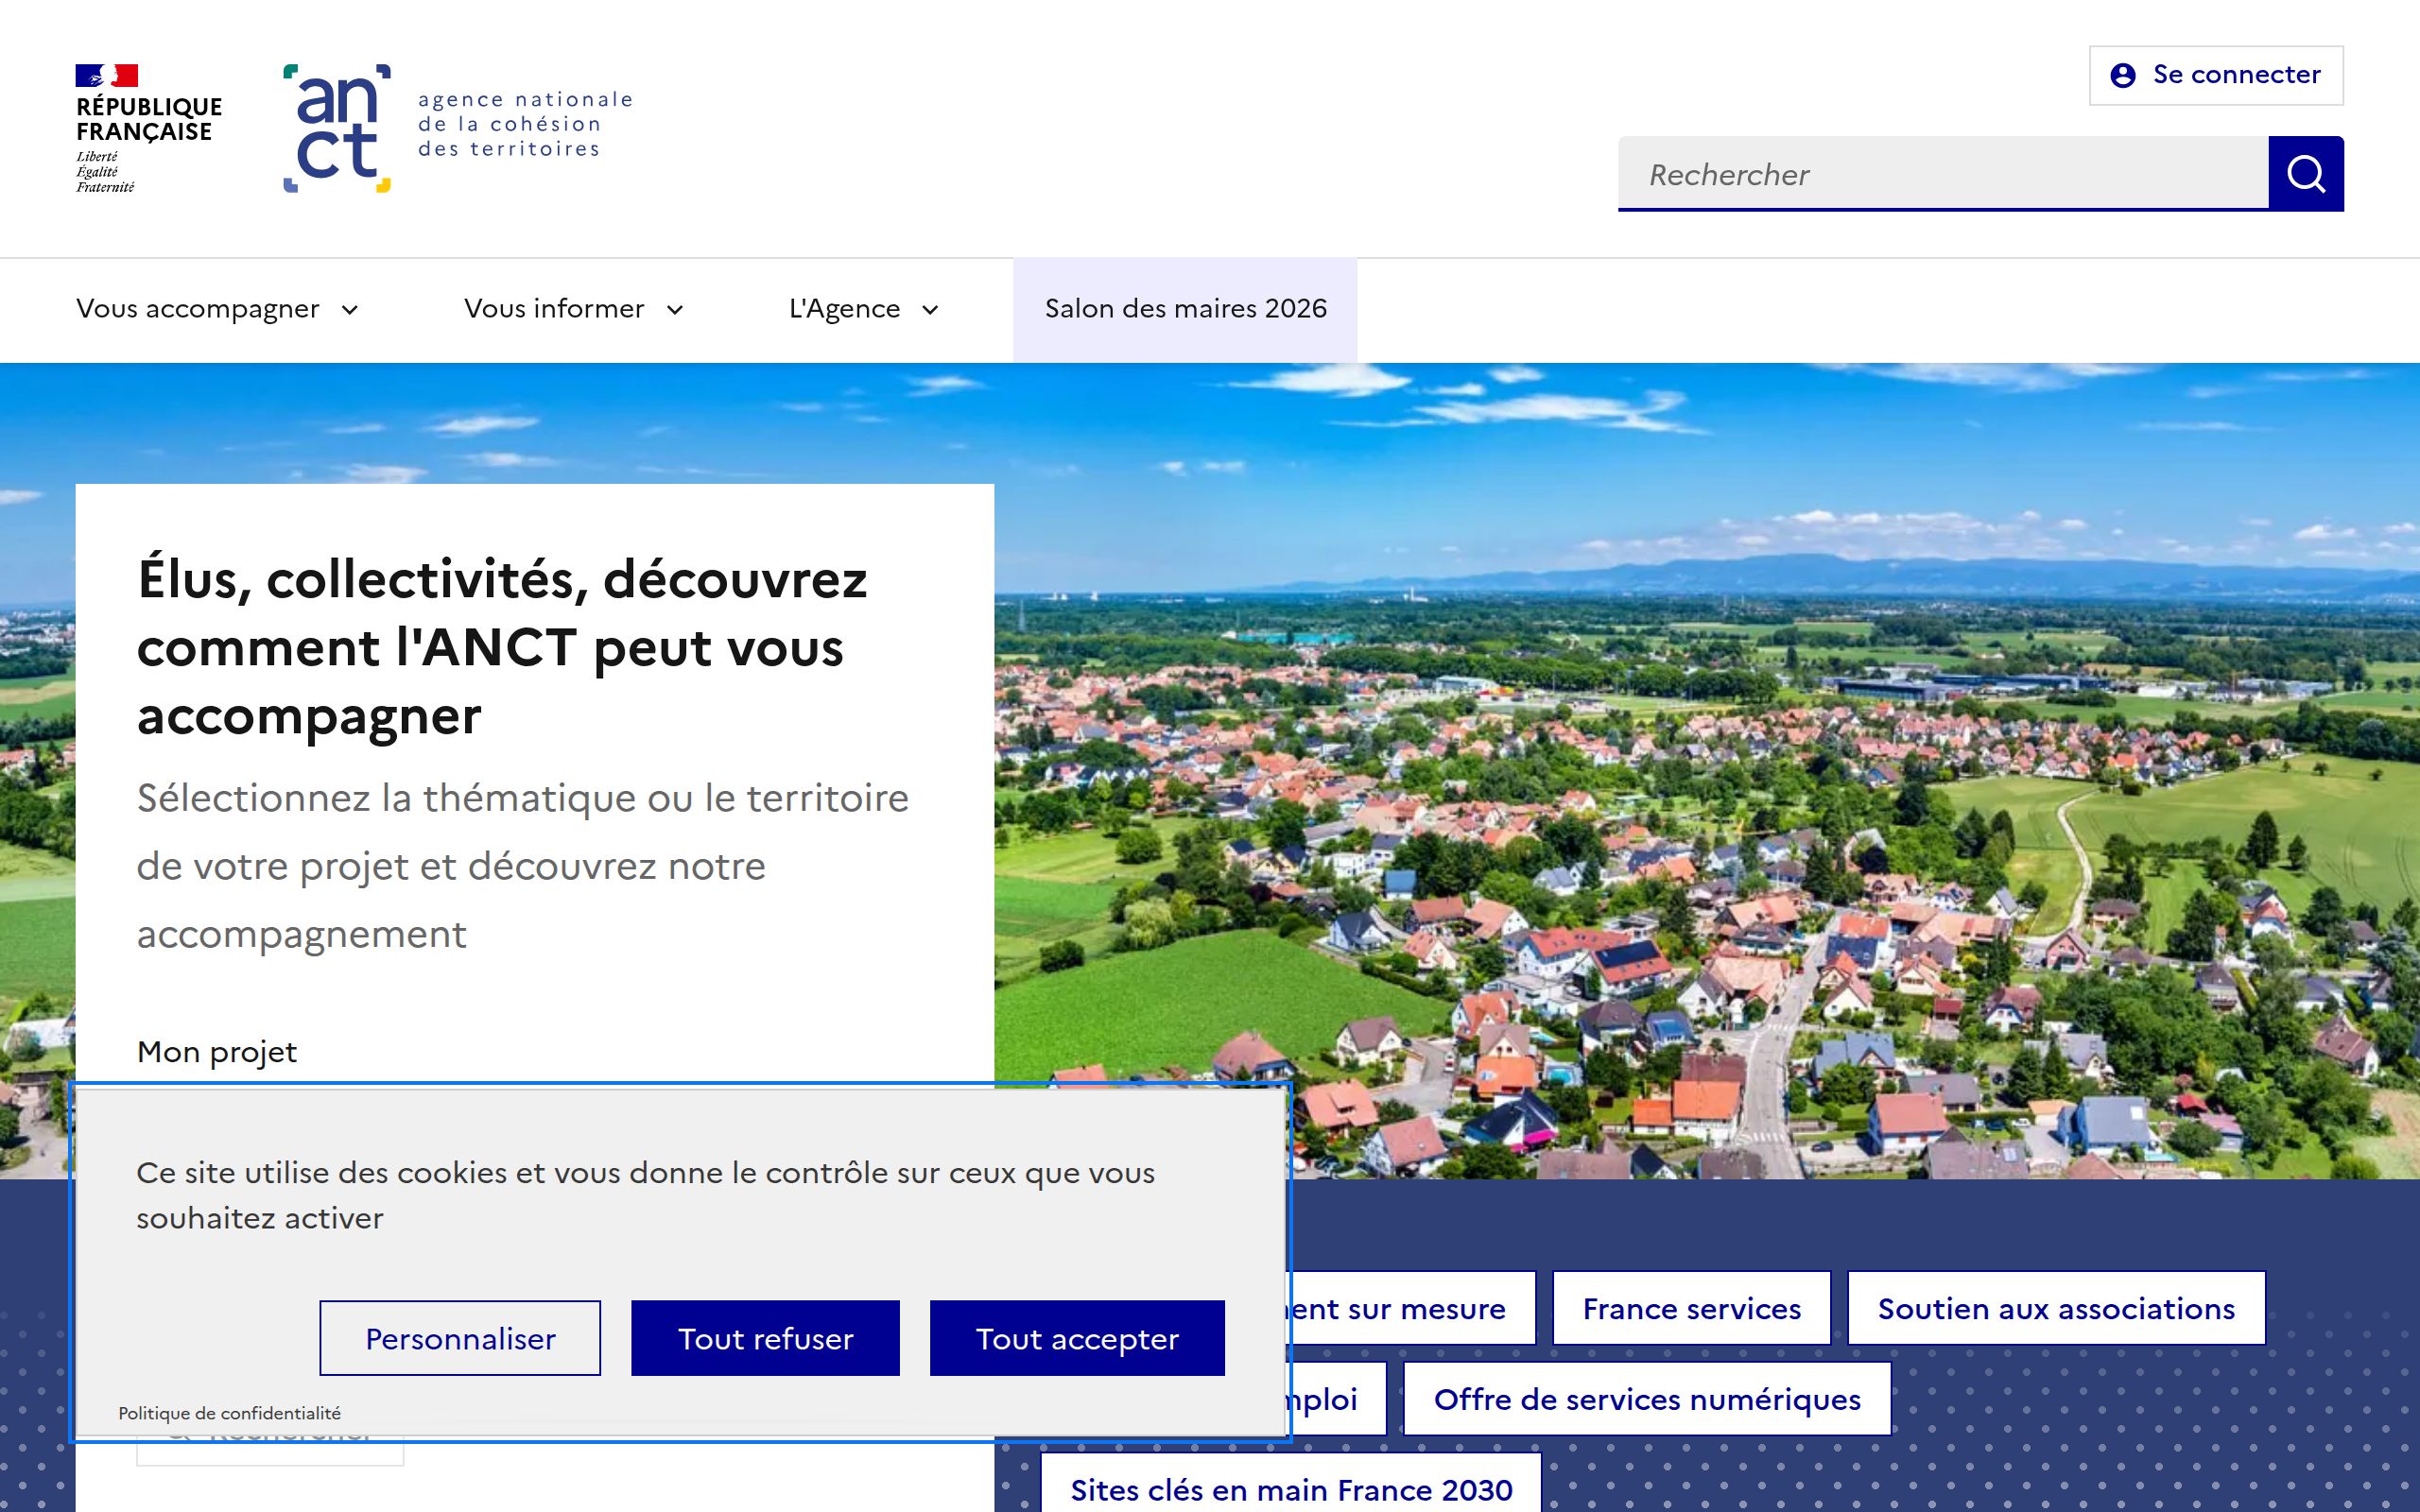 RÉPUBLIQUE
FRANÇAISE
Liberté
Égalité
Fraternité
an
ct
agence nationale
de la cohésion
des territoires
Se connecter
Rechercher
Vous accompagner
Vous informer
L'Agence
Salon des maires 2026
Élus, collectivités, découvrez
comment l'ANCT peut vous
accompagner
Sélectionnez la thématique ou le territoire
de votre projet et découvrez notre
accompagnement
Mon projet
Ce site utilise des cookies et vous donne le contrôle sur ceux que vous
souhaitez activer
Personnaliser
Tout refuser
Tout accepter
Politique de confidentialité
sur mesure
France services
Soutien aux associations
Offre de services numériques
Sites clés en main France 2030